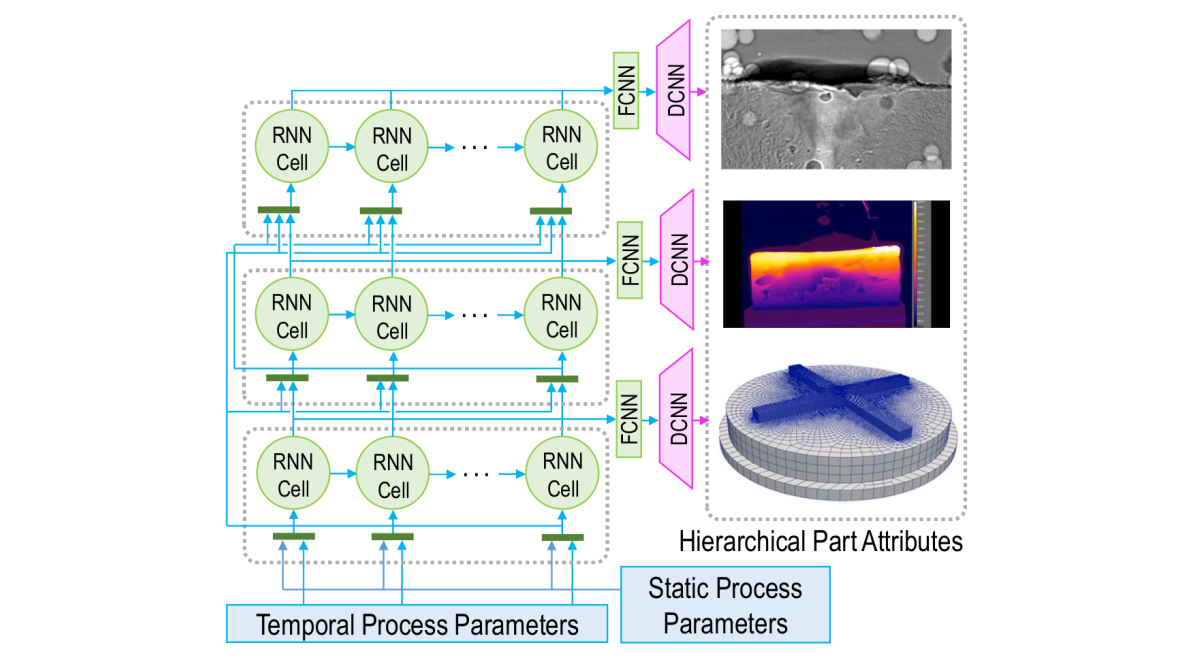 RNN
Cell
RNN
Cell
. . .
RNN
Cell
FCNN
DCNN
RNN
Cell
RNN
Cell
. . .
RNN
Cell
FCNN
DCNN
RNN
Cell
RNN
Cell
. . .
RNN
Cell
FCNN
DCNN
Hierarchical Part Attributes
Static Process
Parameters
Temporal Process Parameters